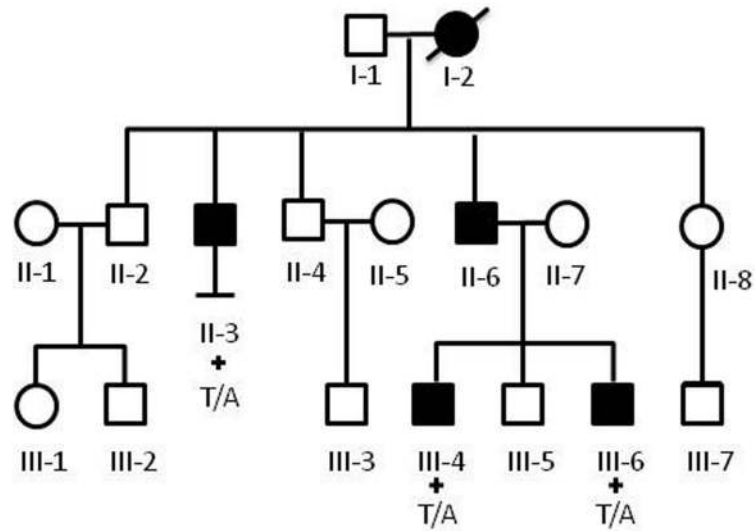 I-1 I-2
II-1 II-2 II-3 II-4 II-5 II-6 II-7 II-8
+
T/A
III-1 III-2 III-3 III-4 III-5 III-6 III-7
+ +
T/A T/A